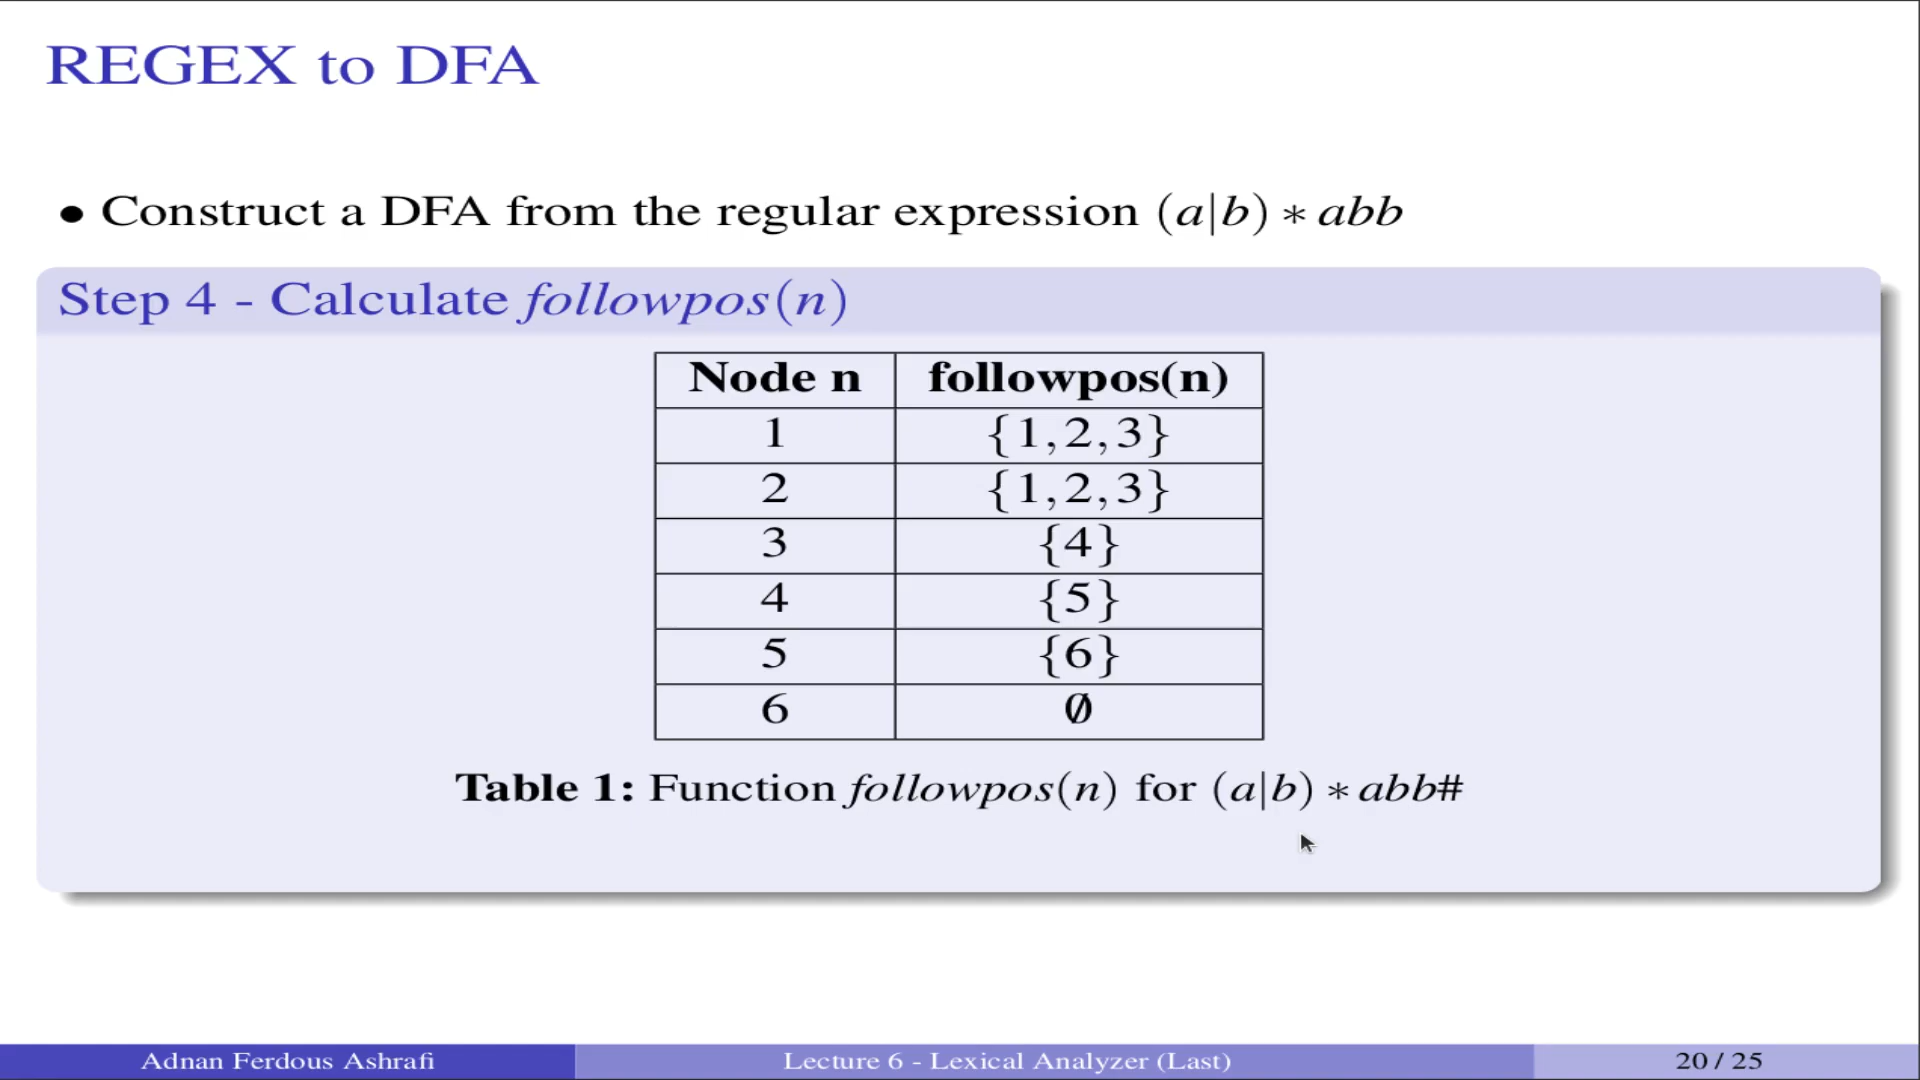 REGEX to DFA
• Construct a DFA from the regular expression (a|b) ∗ abb
Step 4 - Calculate followpos(n)
Node n followpos(n)
1 {1,2,3}
2 {1,2,3}
3 {4}
4 {5}
5 {6}
6 ∅
Table 1: Function followpos(n) for (a|b) ∗ abb#
Adnan Ferdous Ashrafi Lecture 6 - Lexical Analyzer (Last) 20 / 25